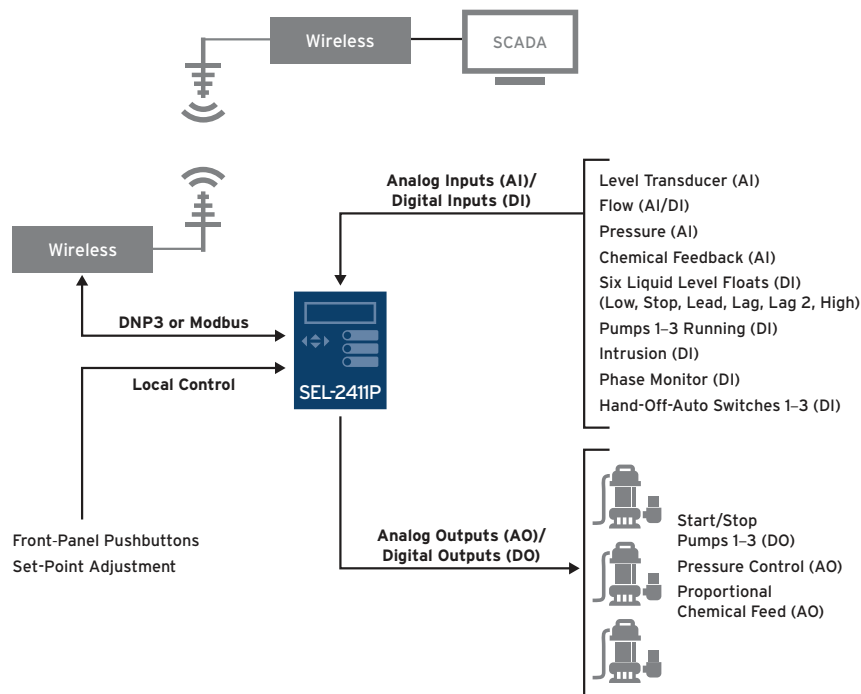 Wireless
SCADA
Wireless
Analog Inputs (AI)/
Digital Inputs (DI)
Level Transducer (AI)
Flow (AI/DI)
Pressure (AI)
Chemical Feedback (AI)
Six Liquid Level Floats (DI)
(Low, Stop, Lead, Lag, Lag 2, High)
Pumps 1–3 Running (DI)
Intrusion (DI)
Phase Monitor (DI)
Hand-Off-Auto Switches 1–3 (DI)
DNP3 or Modbus
Local Control
SEL-2411P
Front-Panel Pushbuttons
Set-Point Adjustment
Analog Outputs (AO)/
Digital Outputs (DO)
Start/Stop
Pumps 1–3 (DO)
Pressure Control (AO)
Proportional
Chemical Feed (AO)